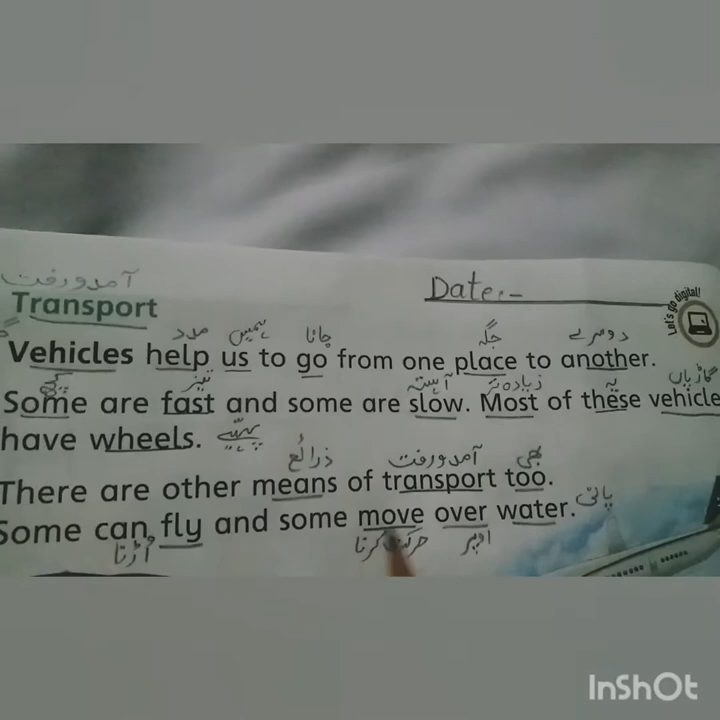 آمدورفت
Date:-
Transport
Let's go digital!
مدد ہمیں جانا جگہ دوسرے
Vehicles help us to go from one place to another.
کچھ تیز آہستہ زیادہ تر یہ گاڑیاں
Some are fast and some are slow. Most of these vehicle
have wheels. پہیے
ذرائع آمدورفت بھی
There are other means of transport too.
Some can fly and some move over water. پانی
اڑنا حرکت کرنا اوپر
InShOt